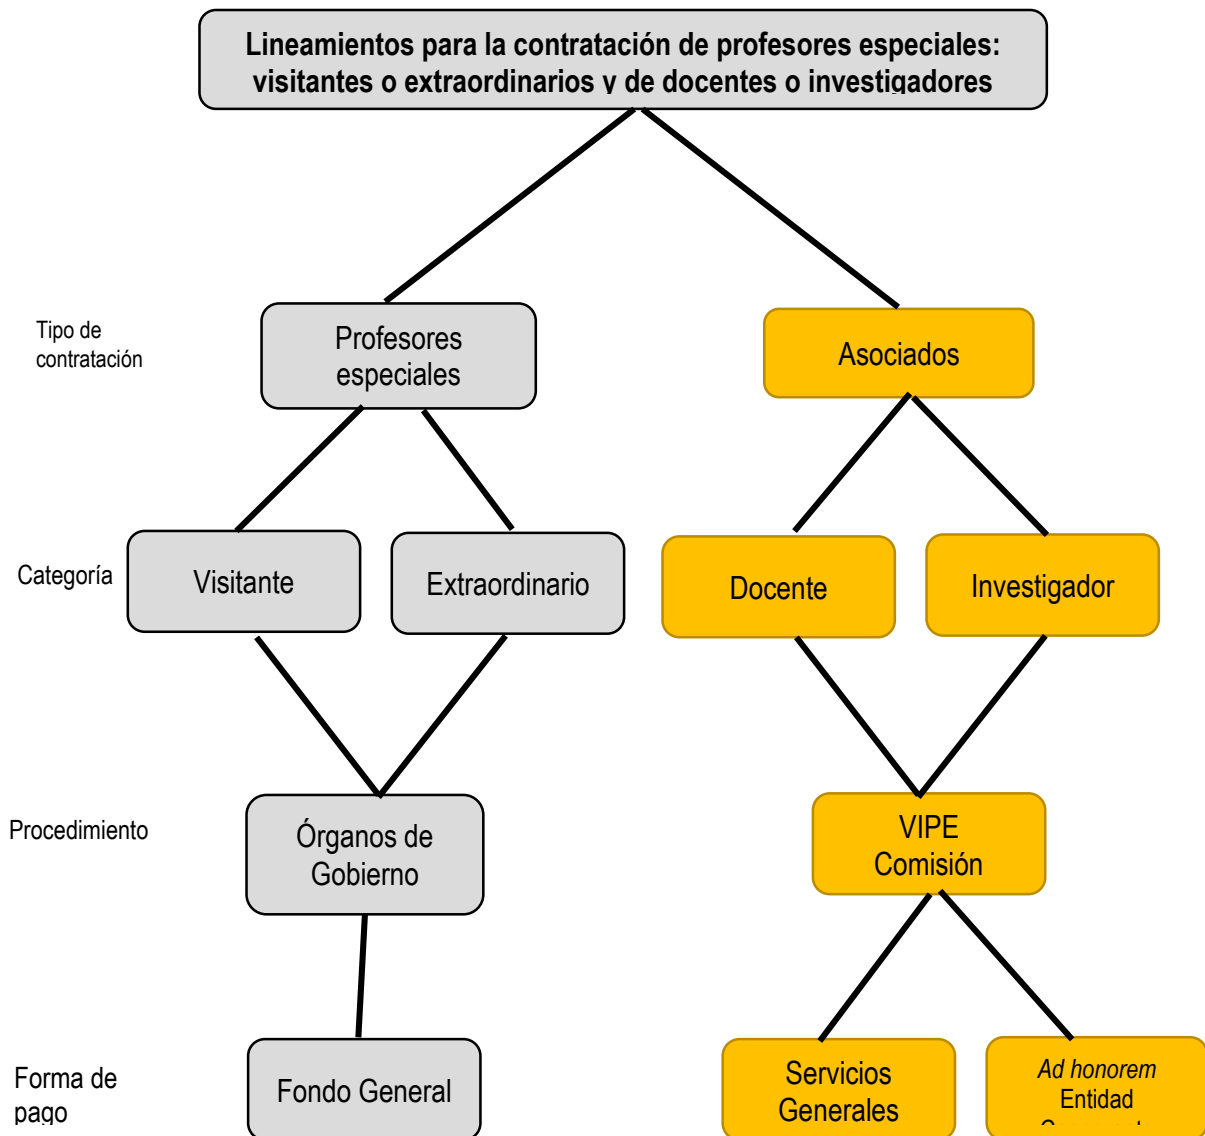 Lineamientos para la contratación de profesores especiales:
visitantes o extraordinarios y de docentes o investigadores
Tipo de
contratación
Profesores
especiales
Asociados
Categoría
Visitante
Extraordinario
Docente
Investigador
Procedimiento
Órganos de
Gobierno
VIPE
Comisión
Forma de
pago
Fondo General
Servicios
Generales
Ad honorem
Entidad